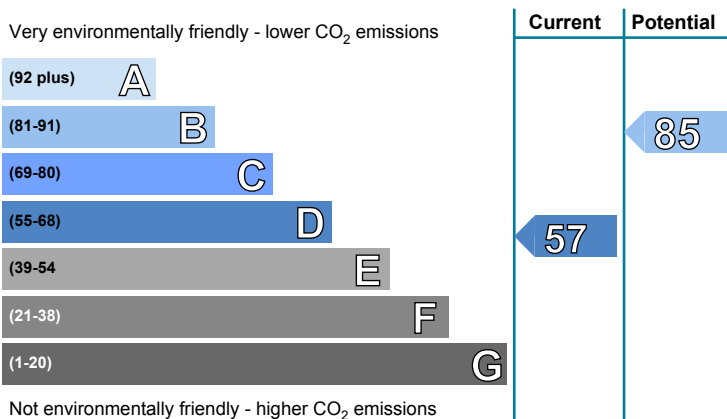 Very environmentally friendly - lower CO2 emissions
Current
Potential
(92 plus) A
(81-91) B
85
(69-80) C
(55-68) D
57
(39-54 E
(21-38) F
(1-20) G
Not environmentally friendly - higher CO2 emissions